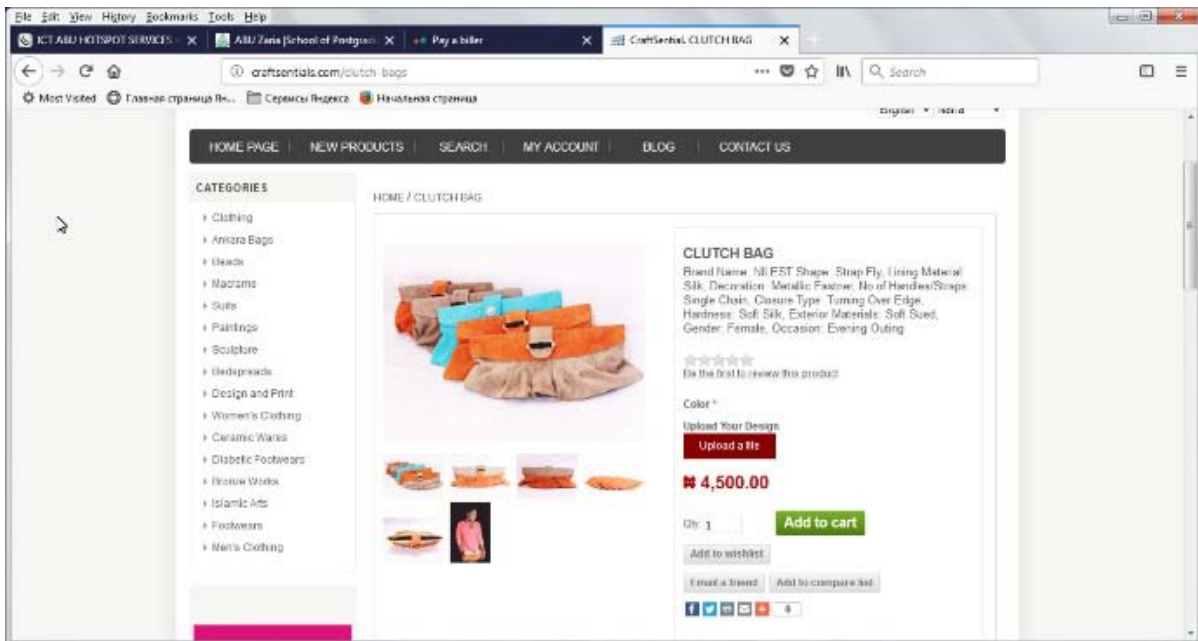 File Edit View History Bookmarks Tools Help
ICT ABU HOTSPOT SERVICES
ABU Zaria |School of Postgra
Pay a biller
CraftSential. CLUTCH BAG
craftsentials.com/clutch-bags
Search
Most Visited Главная страница Ян... Сервисы Яндекса Начальная страница
English
HOME PAGE NEW PRODUCTS SEARCH MY ACCOUNT BLOG CONTACT US
CATEGORIES
Clothing
Ankara Bags
Beads
Macrame
Suits
Paintings
Sculpture
Bedspreads
Design and Print
Women's Clothing
Ceramic Wares
Diabetic Footwears
Bronze Works
Islamic Arts
Footwears
Men's Clothing
HOME / CLUTCH BAG
CLUTCH BAG
Brand Name: NILEST Shape: Strap Fly, Lining Material:
Silk, Decoration: Metallic Fastner, No of Handles/Straps:
Single Chain, Closure Type: Turning Over Edge,
Hardness: Soft Silk, Exterior Materials: Soft Sued,
Gender: Female, Occasion: Evening Outing
Be the first to review this product
Color *
Upload Your Design
Upload a file
₦ 4,500.00
Qty: 1
Add to cart
Add to wishlist
Email a friend Add to compare list
0